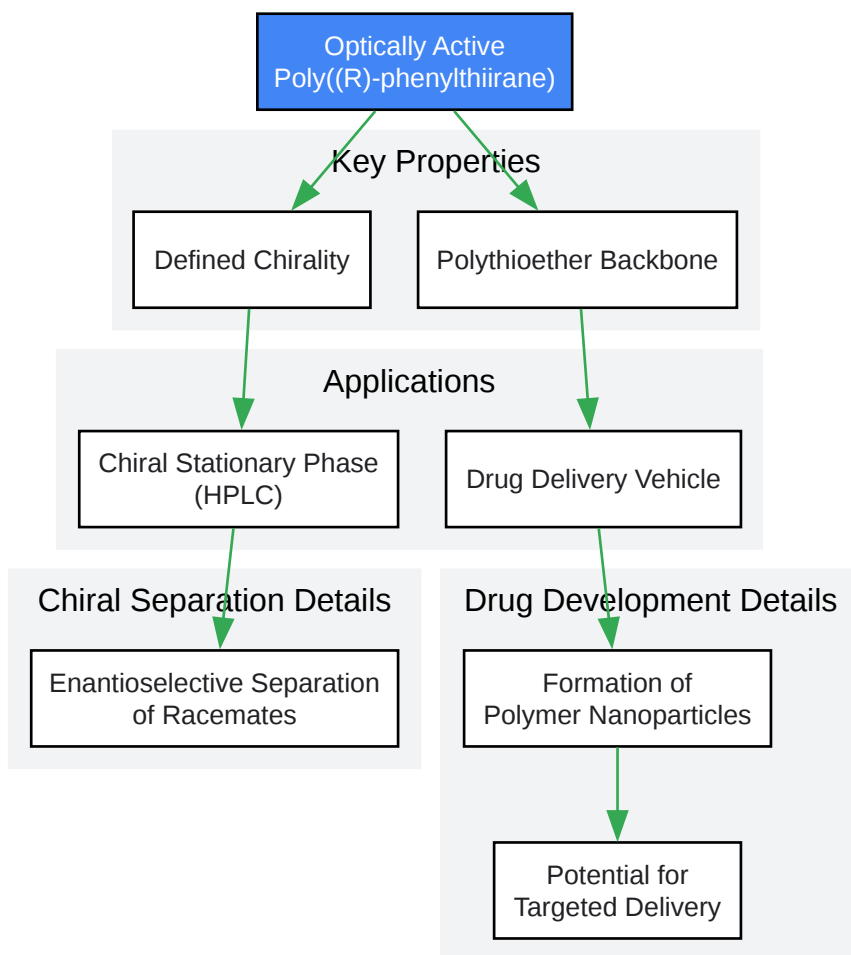 Optically Active
Poly((R)-phenylthiirane)
Key Properties
Defined Chirality
Polythioether Backbone
Applications
Chiral Stationary Phase
(HPLC)
Drug Delivery Vehicle
Chiral Separation Details
Enantioselective Separation
of Racemates
Drug Development Details
Formation of
Polymer Nanoparticles
Potential for
Targeted Delivery